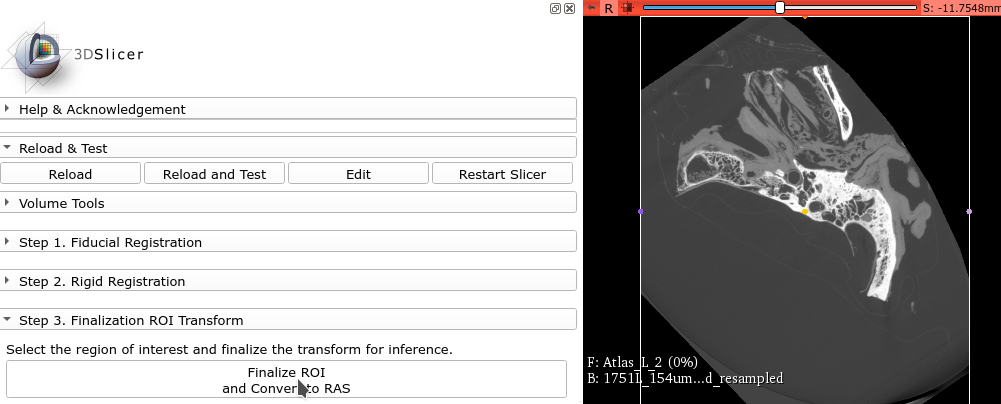 3DSlicer
Help & Acknowledgement
Reload & Test
Reload
Reload and Test
Edit
Restart Slicer
Volume Tools
Step 1. Fiducial Registration
Step 2. Rigid Registration
Step 3. Finalization ROI Transform
Select the region of interest and finalize the transform for inference.
Finalize ROI
and Convert to RAS
R
S: -11.7548mm
F: Atlas_L_2 (0%)
B: 1751L_154um...d_resampled